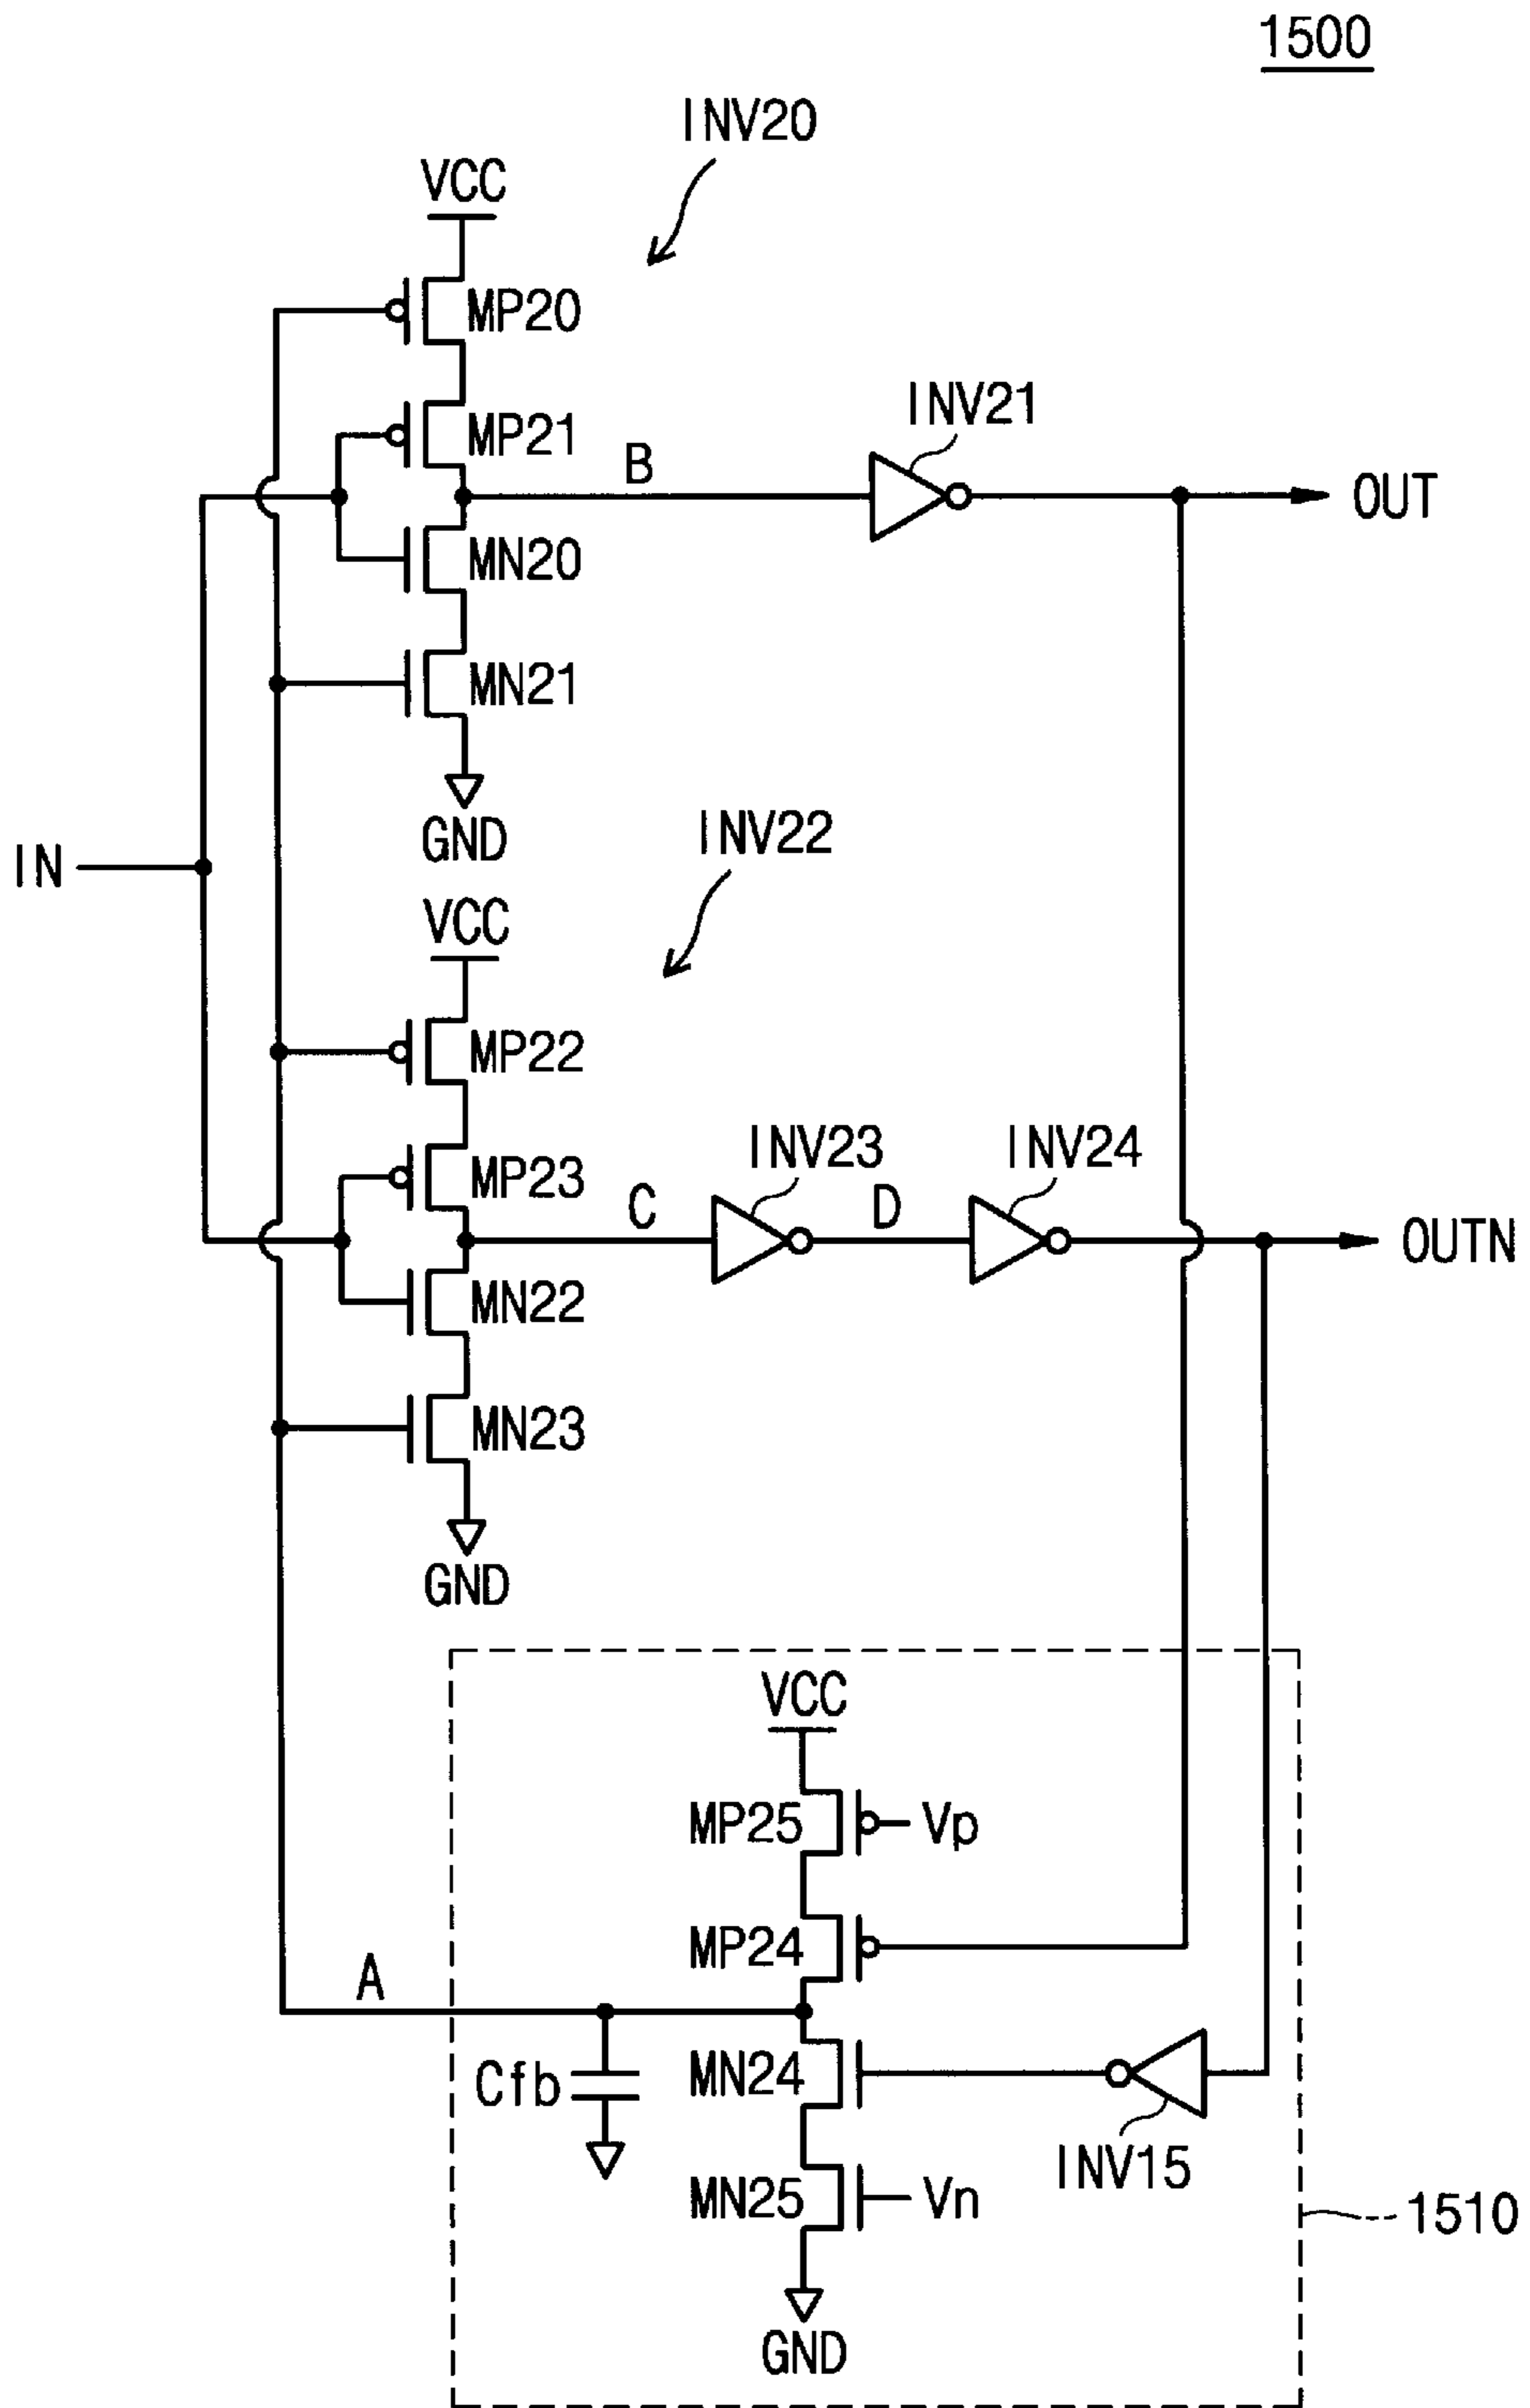 1500
INV20
VCC
MP20
MP21
INV21
B
OUT
MN20
MN21
GND
INV22
IN
VCC
MP22
MP23
INV23
INV24
C
D
OUTN
MN22
MN23
GND
VCC
MP25
Vp
MP24
A
MN24
Cfb
INV15
MN25
Vn
1510
GND